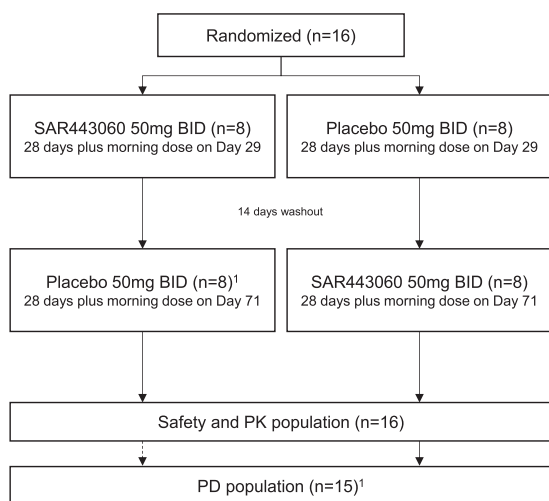 Randomized (n=16)
SAR443060 50mg BID (n=8)
28 days plus morning dose on Day 29
Placebo 50mg BID (n=8)
28 days plus morning dose on Day 29
14 days washout
Placebo 50mg BID (n=8)¹
28 days plus morning dose on Day 71
SAR443060 50mg BID (n=8)
28 days plus morning dose on Day 71
Safety and PK population (n=16)
PD population (n=15)¹